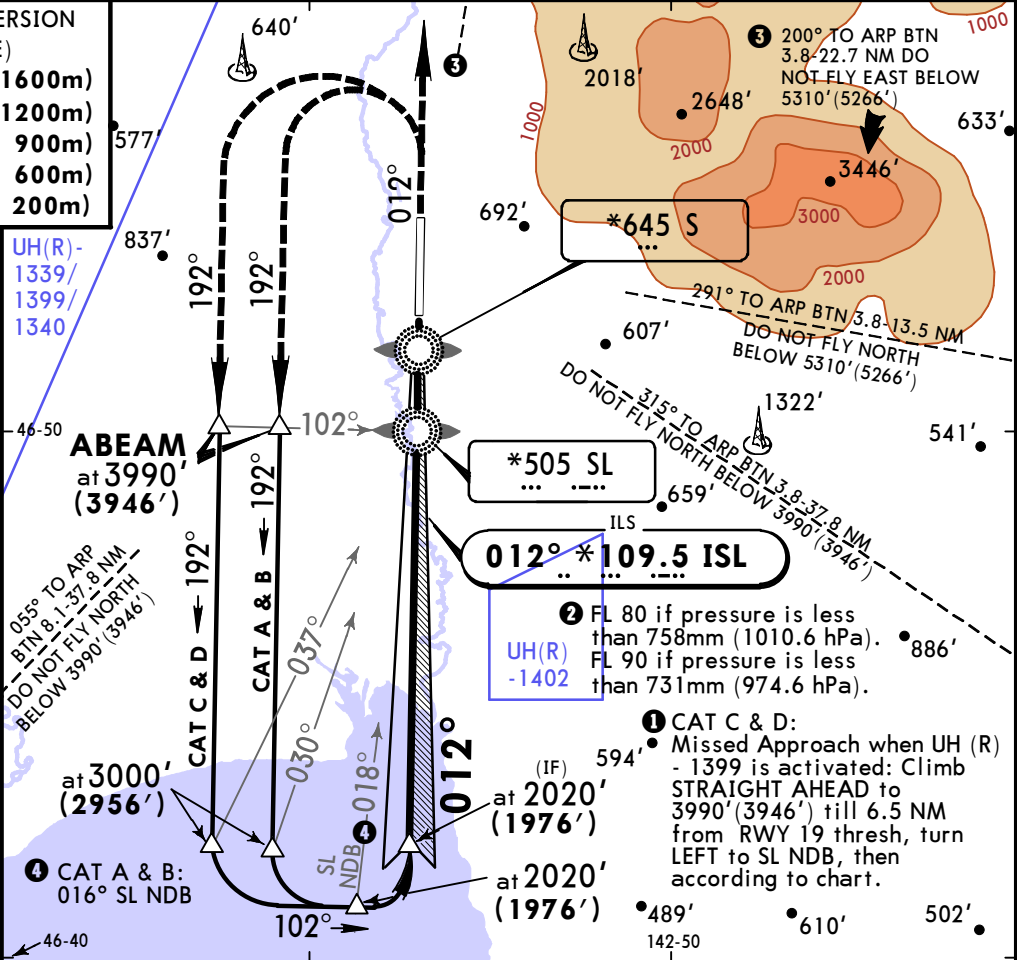 ERSION
E)
1600m)
1200m)
900m)
600m)
200m)
640'
3
2018'
2648'
1000
2000
3 200° TO ARP BTN
3.8-22.7 NM DO
NOT FLY EAST BELOW
5310'(5266')
1000
633'
3446'
3000
2000
577'
837'
UH(R)-
1339/
1399/
1340
192°
192°
012°
692'
*645 S
291° TO ARP BTN 3.8-13.5 NM
DO NOT FLY NORTH
BELOW 5310'(5266')
607'
315° TO ARP BTN 3.8-37.8 NM
DO NOT FLY NORTH BELOW 3990'(3946')
1322'
541'
46-50
102°
ABEAM
at 3990'
(3946')
*505 SL
659'
ILS
012° *109.5 ISL
055° TO ARP
BTN 8.1-37.8 NM
DO NOT FLY NORTH
BELOW 3990'(3946')
CAT C & D 192°
CAT A & B 192°
037°
030°
018°
SL
NDB
012°
UH(R)
-1402
2 FL 80 if pressure is less
than 758mm (1010.6 hPa).
FL 90 if pressure is less
than 731mm (974.6 hPa).
886'
594'
1 CAT C & D:
Missed Approach when UH (R)
- 1399 is activated: Climb
STRAIGHT AHEAD to
3990'(3946') till 6.5 NM
from RWY 19 thresh, turn
LEFT to SL NDB, then
according to chart.
at 3000'
(2956')
(IF)
at 2020'
(1976')
4
at 2020'
(1976')
4 CAT A & B:
016° SL NDB
102°
46-40
489'
142-50
610'
502'